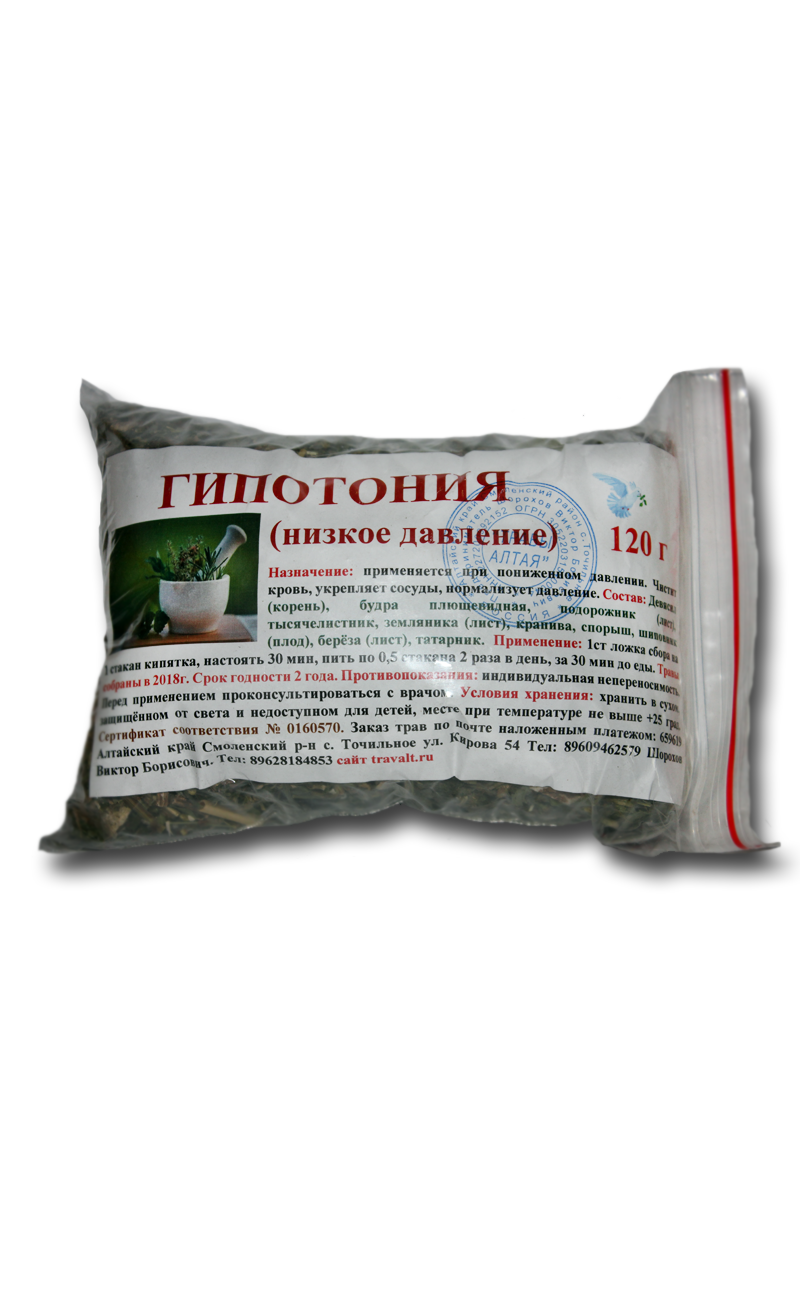 ГИПОТОНИЯ
(низкое давление)
120 г
АЛТАЯ"
РОССИЯ
Назначение: применяется при пониженном давлении. Чистит
кровь, укрепляет сосуды, нормализует давление. Состав: Девясил
(корень), будра плющевидная, подорожник (лист),
тысячелистник, земляника (лист), крапива, спорыш, шиповник
(плод), берёза (лист), татарник. Применение: 1ст ложка сбора на
1 стакан кипятка, настоять 30 мин, пить по 0,5 стакана 2 раза в день, за 30 мин до еды. Травы
собраны в 2018г. Срок годности 2 года. Противопоказания: индивидуальная непереносимость.
Перед применением проконсультироваться с врачом. Условия хранения: хранить в сухом,
защищённом от света и недоступном для детей, месте при температуре не выше +25 град.
Сертификат соответствия № 0160570. Заказ трав по почте наложенным платежом: 659619
Алтайский край Смоленский р-н с. Точильное ул. Кирова 54 Тел: 89609462579 Шорохов
Виктор Борисович. Тел: 89628184853 сайт travalt.ru